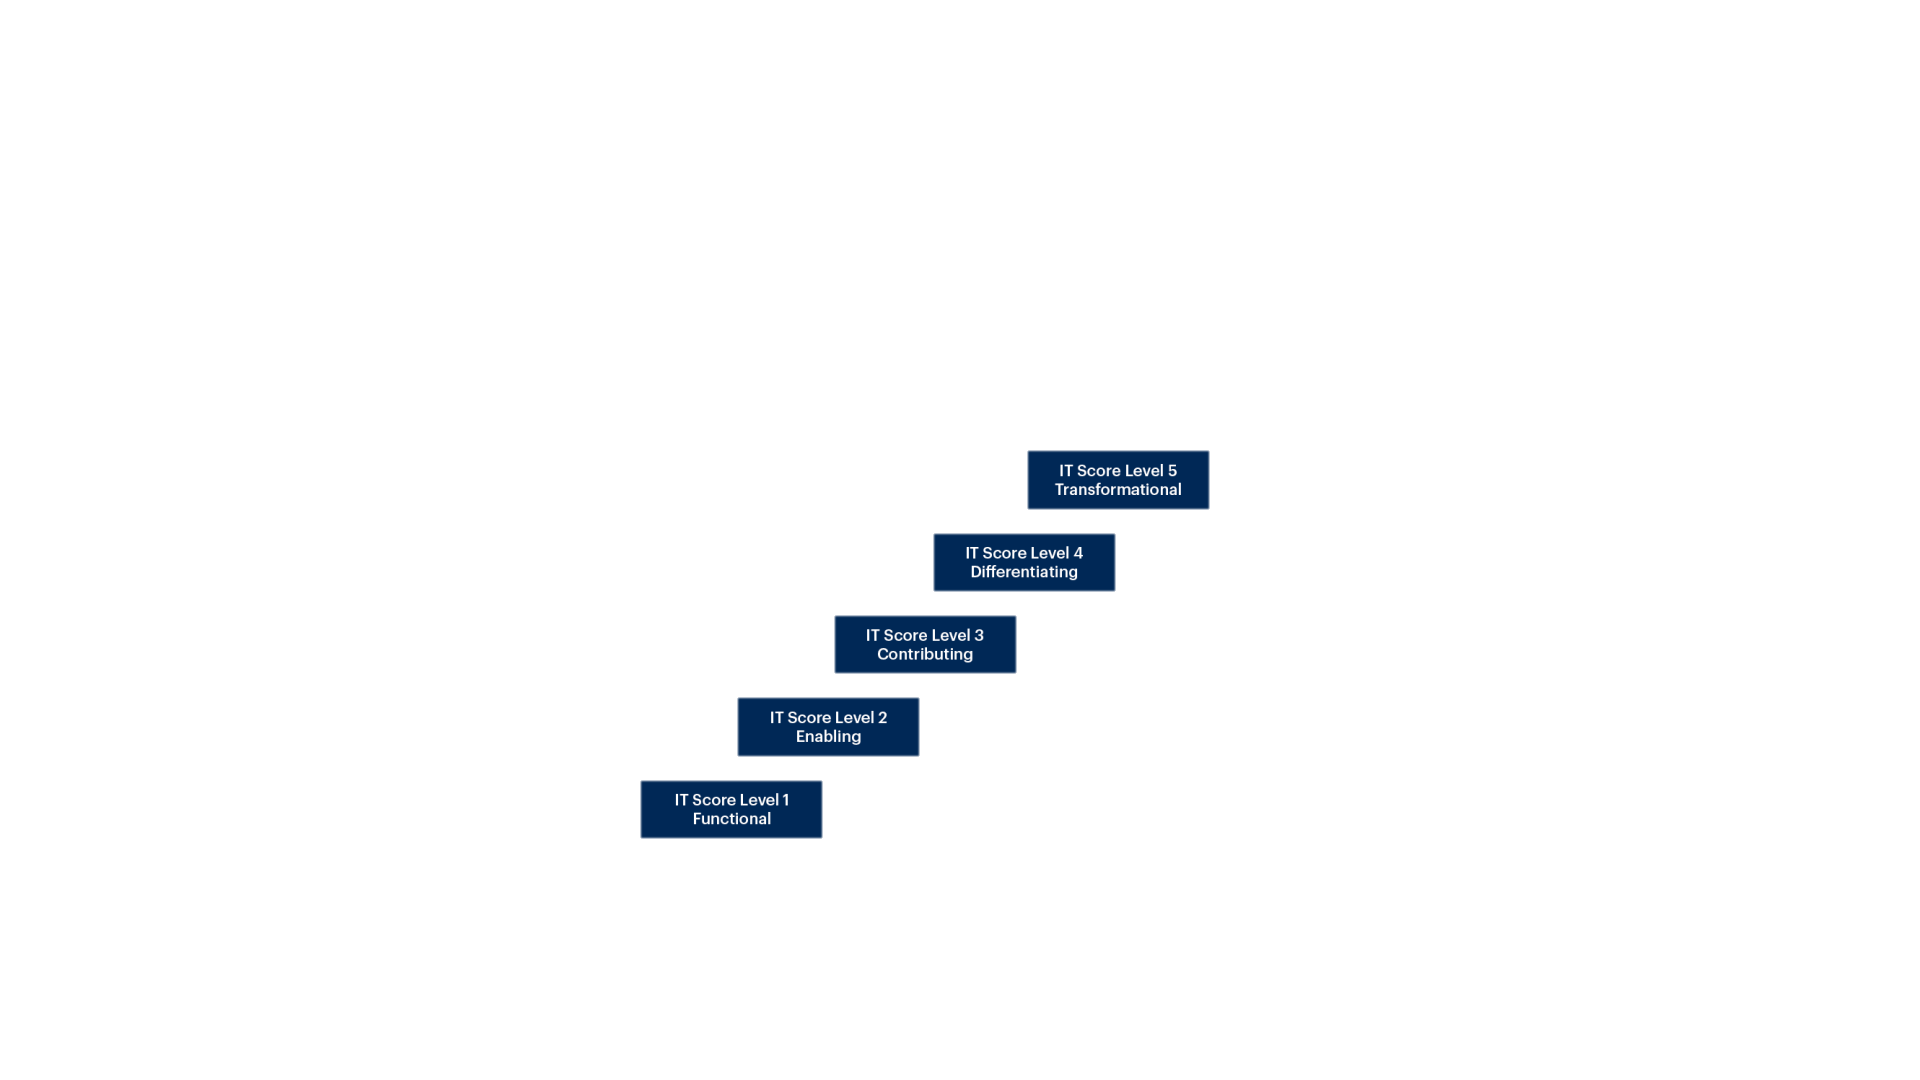 IT Score Level 5
Transformational
IT Score Level 4
Differentiating
IT Score Level 3
Contributing
IT Score Level 2
Enabling
IT Score Level 1
Functional